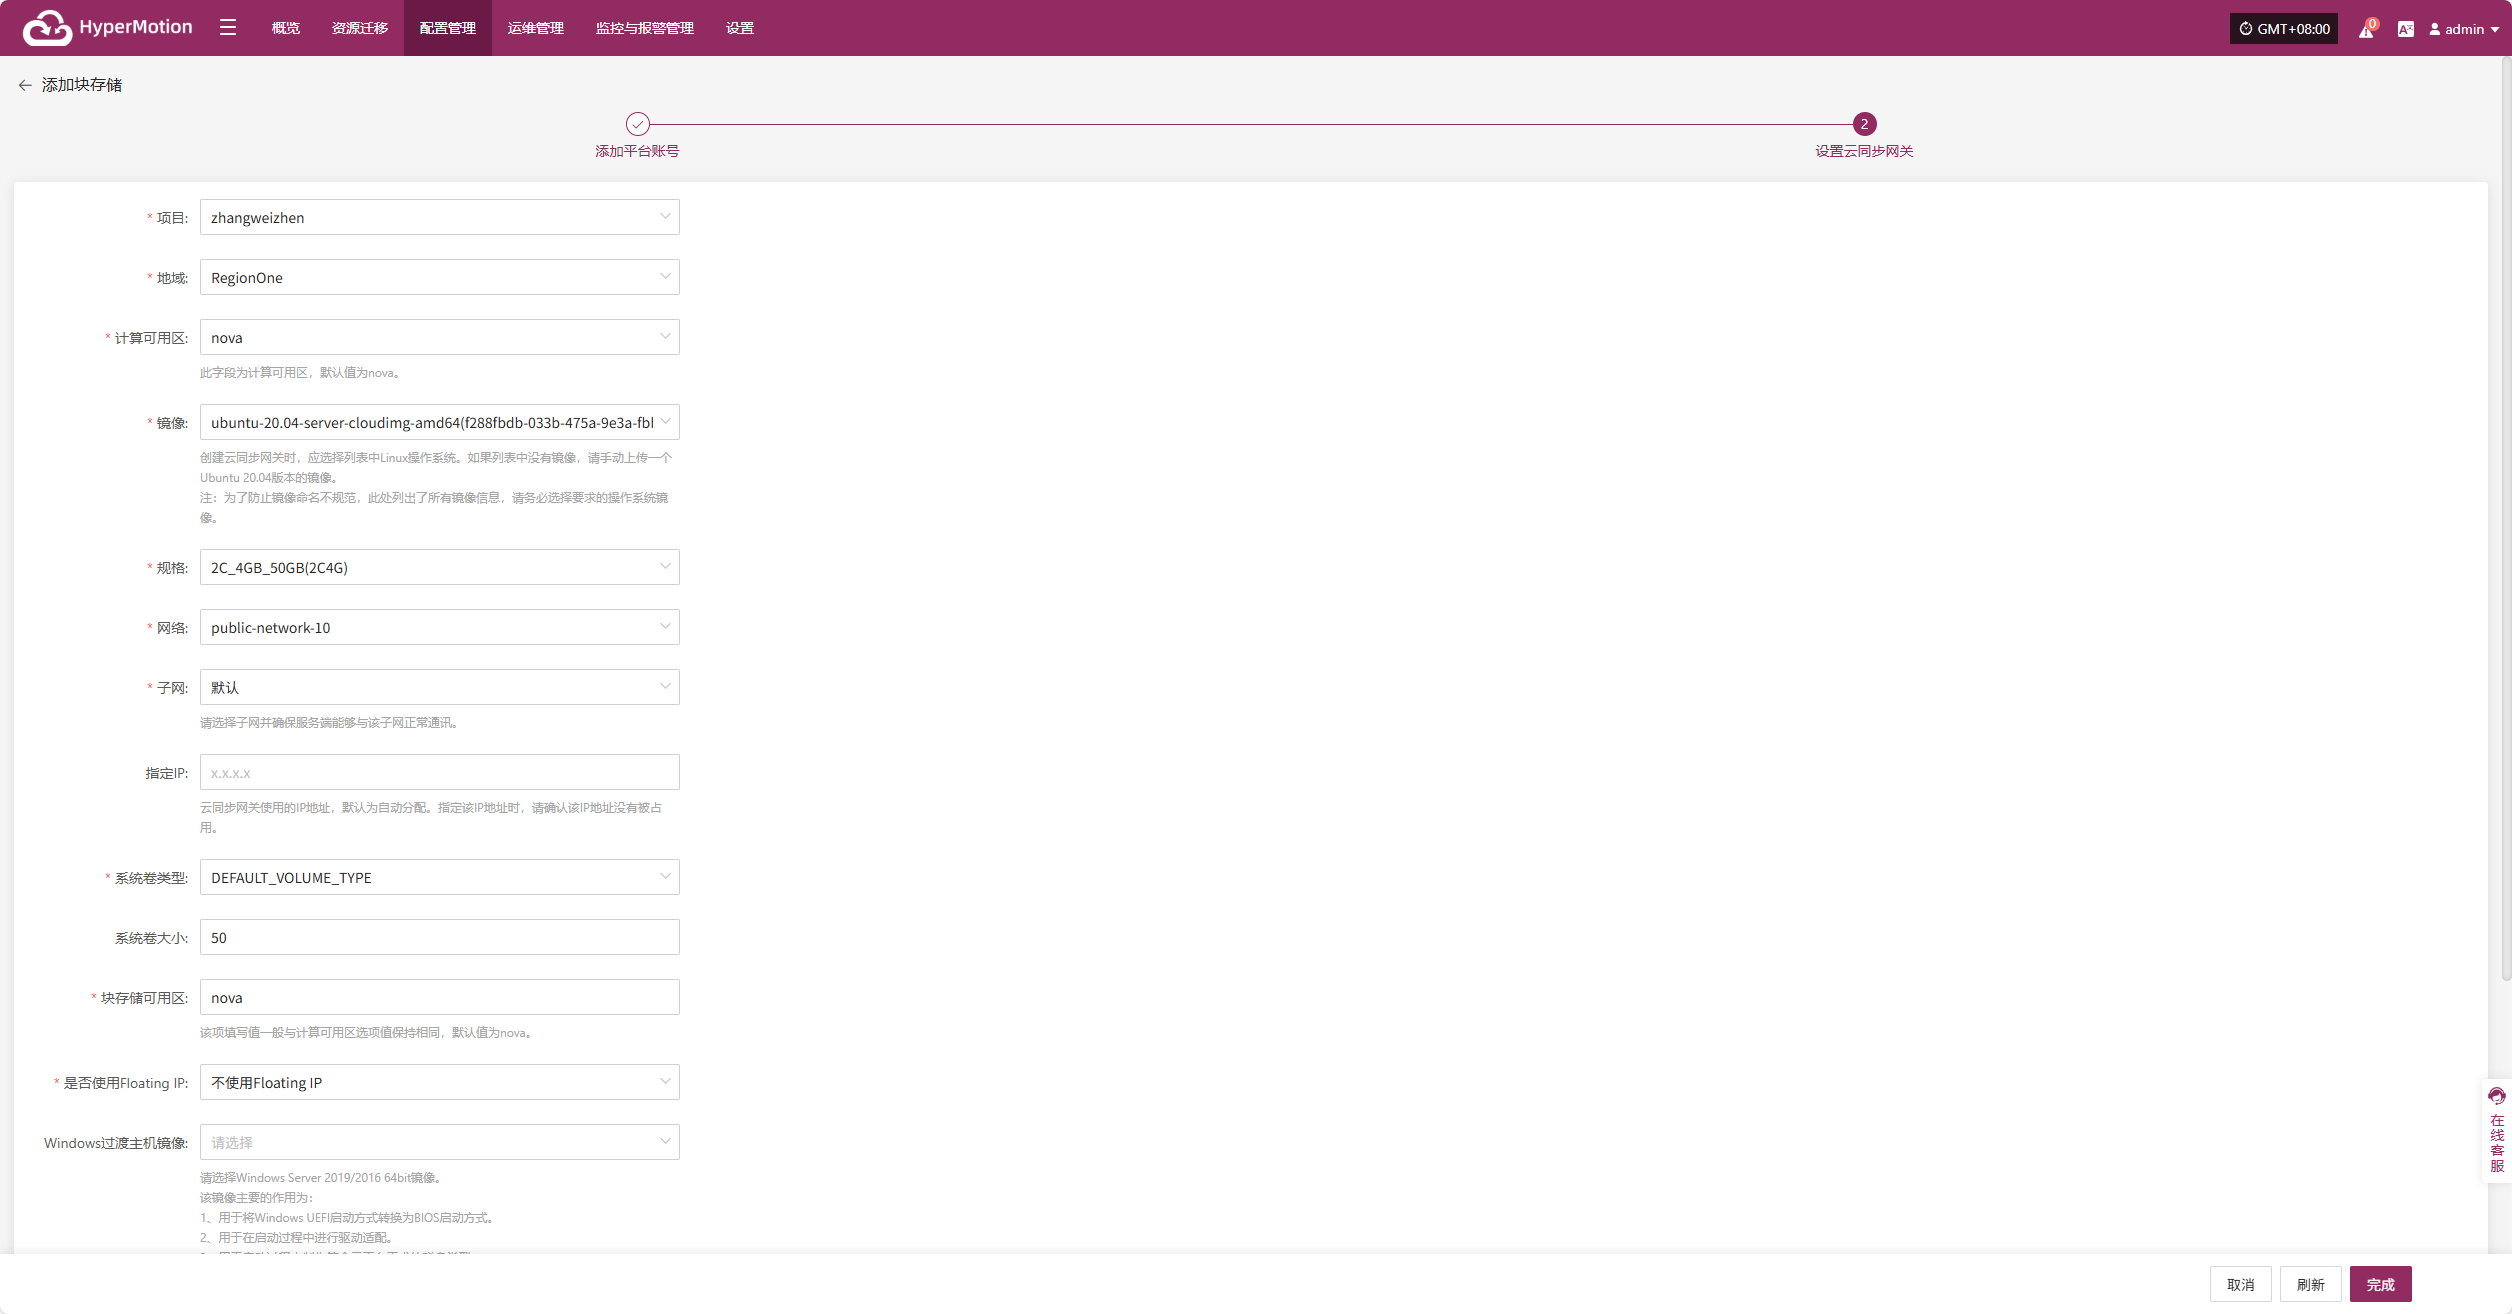 HyperMotion
概览
资源迁移
配置管理
运维管理
监控与报警管理
设置
GMT+08:00
0
admin
添加块存储
2
添加平台账号
设置云同步网关
* 项目: zhangweizhen
* 地域: RegionOne
* 计算可用区: nova
此字段为计算可用区，默认值为nova。
* 镜像: ubuntu-20.04-server-cloudimg-amd64(f288fbdb-033b-475a-9e3a-fbl
创建云同步网关时，应选择列表中Linux操作系统。如果列表中没有镜像，请手动上传一个
Ubuntu 20.04版本的镜像。
注：为了防止镜像命名不规范，此处列出了所有镜像信息，请务必选择要求的操作系统镜
像。
* 规格: 2C_4GB_50GB(2C4G)
* 网络: public-network-10
* 子网: 默认
请选择子网并确保服务端能够与该子网正常通讯。
指定IP: x.x.x.x
云同步网关使用的IP地址，默认为自动分配。指定该IP地址时，请确认该IP地址没有被占
用。
* 系统卷类型: DEFAULT_VOLUME_TYPE
系统卷大小: 50
* 块存储可用区: nova
该项填写值一般与计算可用区选项值保持相同，默认值为nova。
* 是否使用Floating IP: 不使用Floating IP
Windows过渡主机镜像: 请选择
请选择Windows Server 2019/2016 64bit镜像。
该镜像主要的作用为：
1、用于将Windows UEFI启动方式转换为BIOS启动方式。
2、用于在启动过程中进行驱动适配。
在线客服
取消
刷新
完成